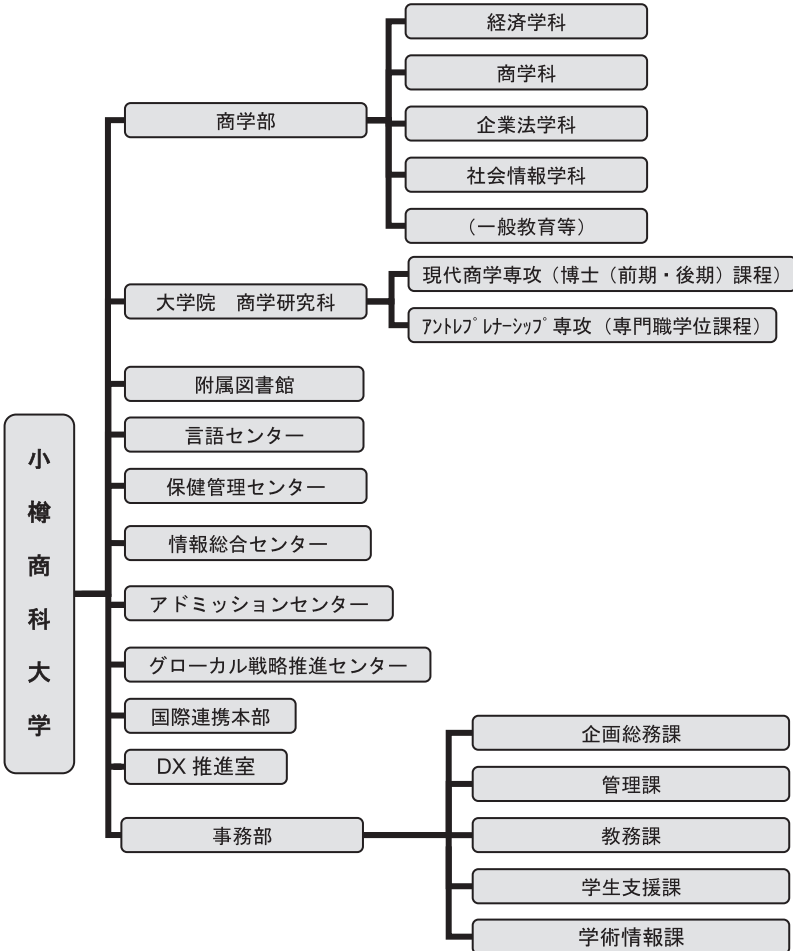 小樽商科大学
商学部
経済学科
商学科
企業法学科
社会情報学科
(一般教育等)
大学院　商学研究科
現代商学専攻(博士(前期・後期)課程)
ｱﾝﾄﾚﾌﾟﾚﾅｰｼｯﾌﾟ専攻(専門職学位課程)
附属図書館
言語センター
保健管理センター
情報総合センター
アドミッションセンター
グローカル戦略推進センター
国際連携本部
DX 推進室
事務部
企画総務課
管理課
教務課
学生支援課
学術情報課